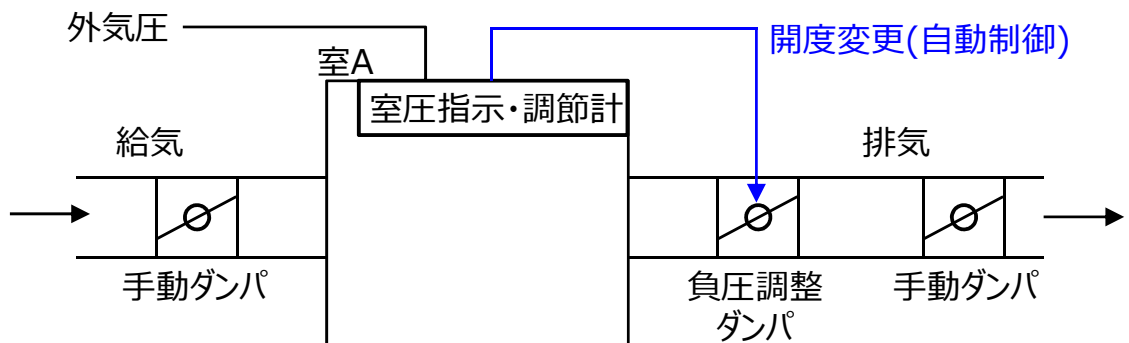 外気圧
開度変更(自動制御)
室A
室圧指示・調節計
給気
排気
手動ダンパ
負圧調整
ダンパ
手動ダンパ